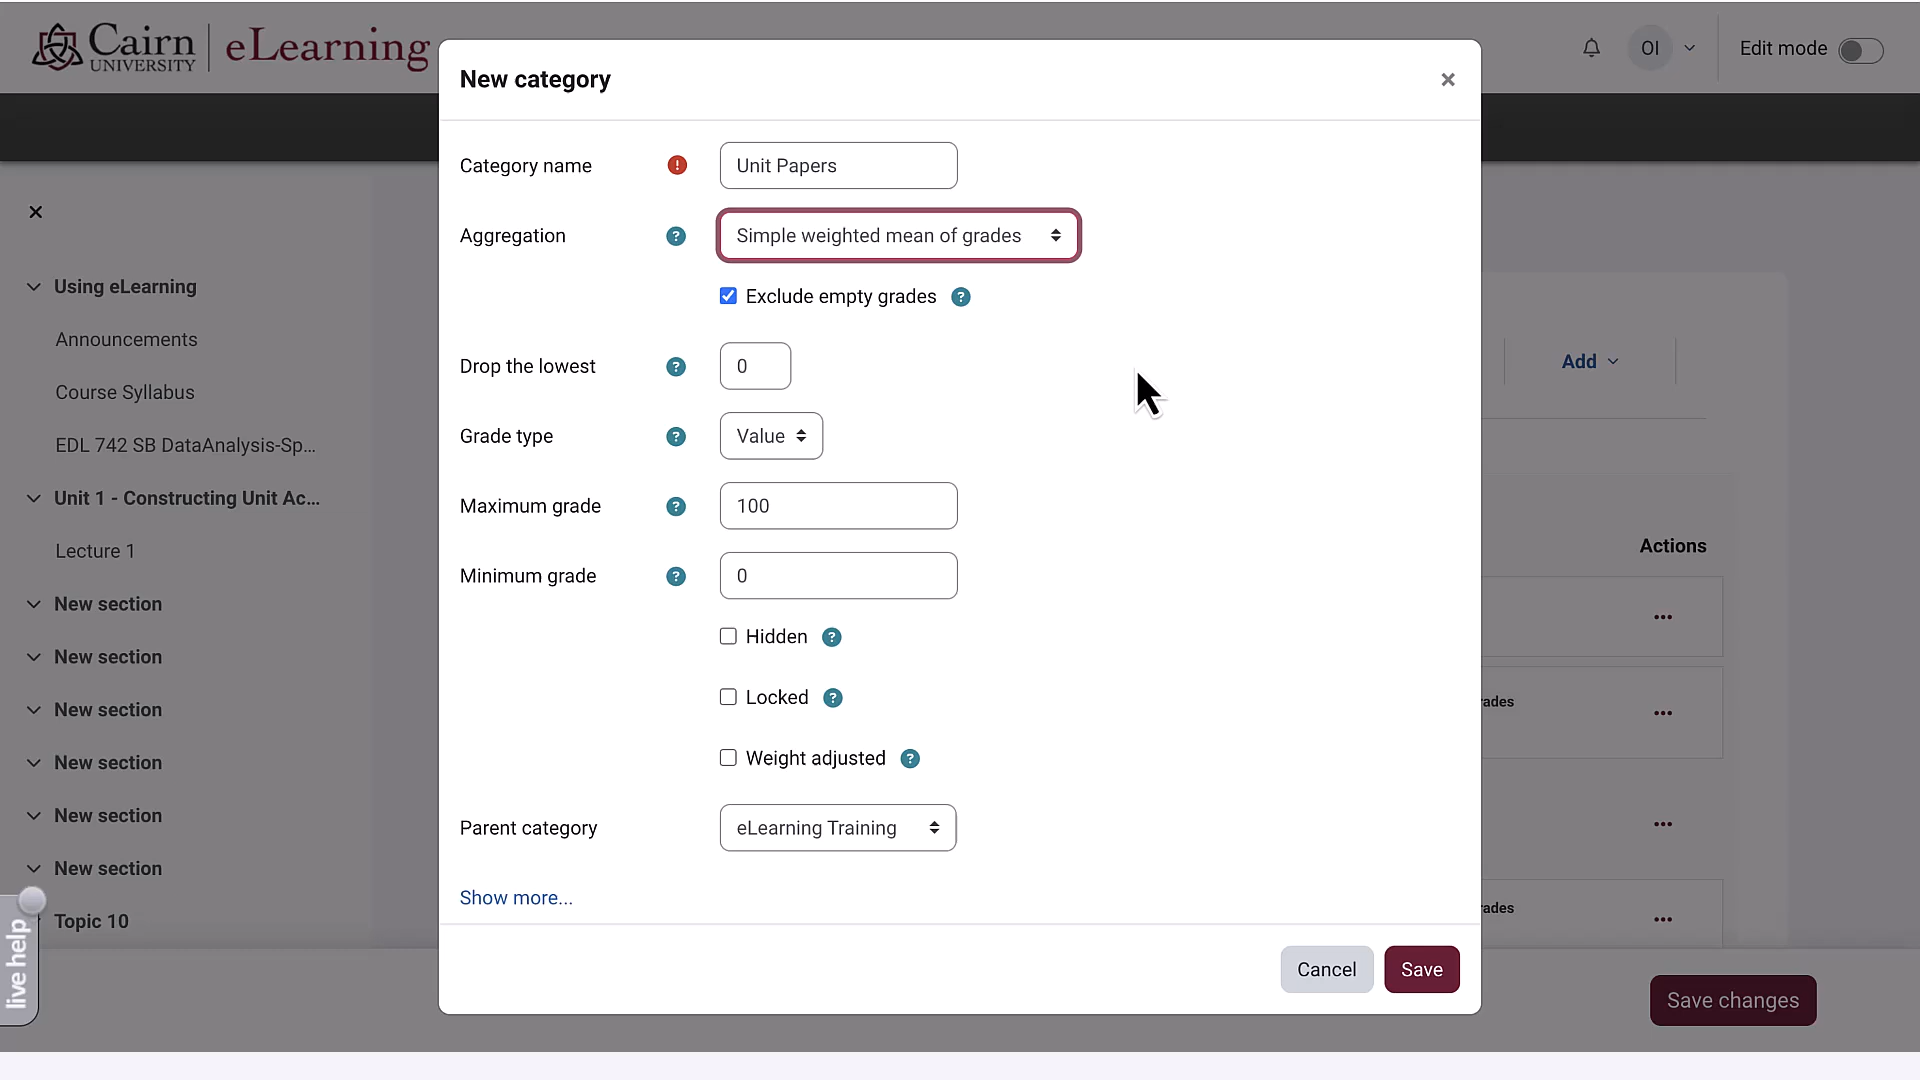 Cairn
UNIVERSITY
eLearning
OI
Edit mode
New category
×
Category name
Unit Papers
Aggregation
Simple weighted mean of grades
Exclude empty grades
Drop the lowest
0
Grade type
Value
Maximum grade
100
Minimum grade
0
Hidden
Locked
Weight adjusted
Parent category
eLearning Training
Show more...
Cancel
Save
Using eLearning
Announcements
Course Syllabus
EDL 742 SB DataAnalysis-Sp...
Unit 1 - Constructing Unit Ac...
Lecture 1
New section
New section
New section
New section
New section
New section
Topic 10
live help
Add
Actions
rades
rades
Save changes